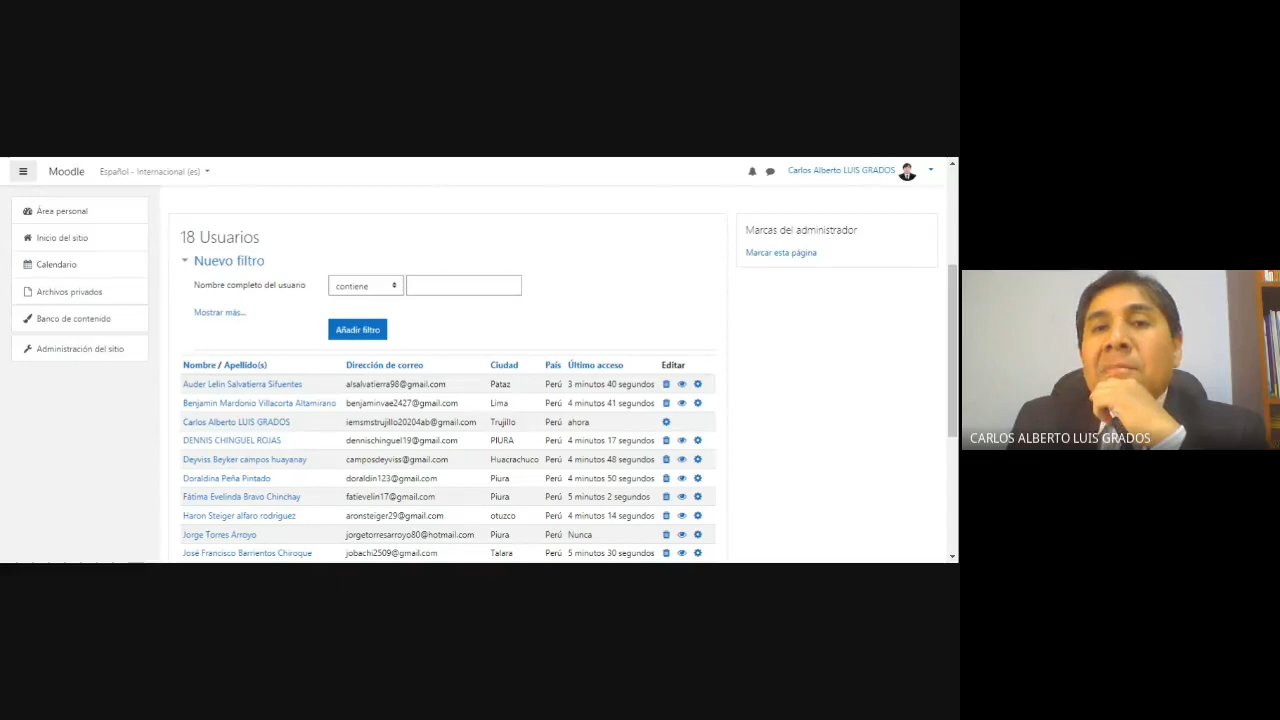 Moodle Español - Internacional (es) Carlos Alberto LUIS GRADOS
Área personal
Inicio del sitio
Calendario
Archivos privados
Banco de contenido
Administración del sitio
18 Usuarios
Nuevo filtro
Nombre completo del usuario contiene
Mostrar más...
Añadir filtro
Nombre / Apellido(s) Dirección de correo Ciudad País Último acceso Editar
Auder Lelin Salvatierra Sifuentes alsalvatierra98@gmail.com Pataz Perú 3 minutos 40 segundos
Benjamin Mardonio Villacorta Altamirano benjaminvae2427@gmail.com Lima Perú 4 minutos 41 segundos
Carlos Alberto LUIS GRADOS iemsmstrujillo20204ab@gmail.com Trujillo Perú ahora
DENNIS CHINGUEL ROJAS dennischinguel19@gmail.com PIURA Perú 4 minutos 17 segundos
Deyviss Beyker campos huayanay camposdeyviss@gmail.com Huacrachuco Perú 4 minutos 48 segundos
Doraldina Peña Pintado doraldin123@gmail.com Piura Perú 4 minutos 50 segundos
Fátima Evelinda Bravo Chinchay fatievelin17@gmail.com Piura Perú 5 minutos 2 segundos
Haron Steiger alfaro rodríguez aronsteiger29@gmail.com otuzco Perú 4 minutos 14 segundos
Jorge Torres Arroyo jorgetorresarroyo80@hotmail.com Piura Perú Nunca
José Francisco Barrientos Chiroque jobachi2509@gmail.com Talara Perú 5 minutos 30 segundos
Marcas del administrador
Marcar esta página
CARLOS ALBERTO LUIS GRADOS